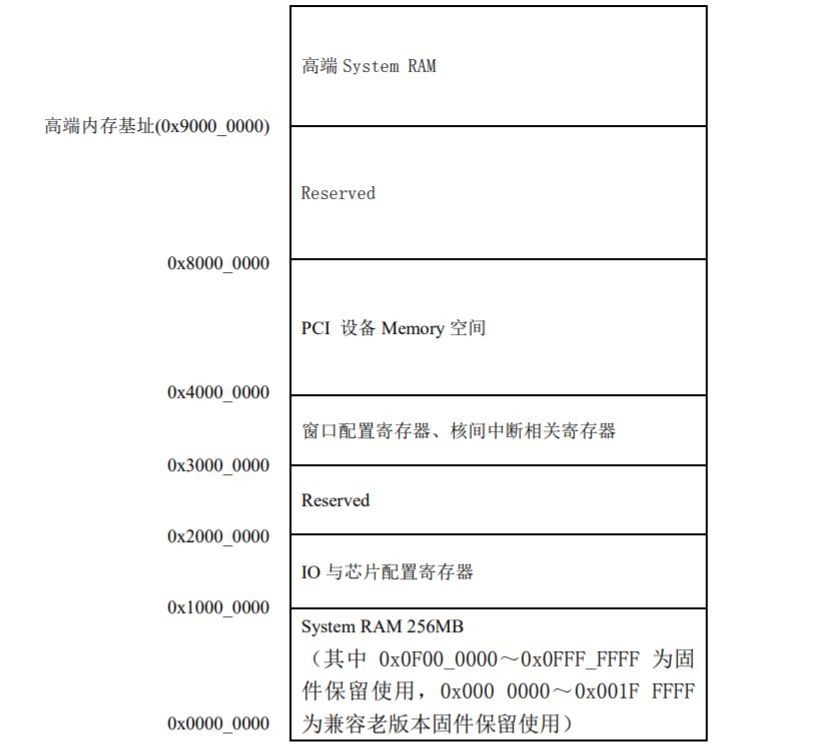 高端 System RAM
高端内存基址(0x9000_0000)
Reserved
0x8000_0000
PCI 设备 Memory 空间
0x4000_0000
窗口配置寄存器、核间中断相关寄存器
0x3000_0000
Reserved
0x2000_0000
IO 与芯片配置寄存器
0x1000_0000
System RAM 256MB
（其中 0x0F00_0000～0x0FFF_FFFF 为固
件保留使用，0x000 0000～0x001F FFFF
为兼容老版本固件保留使用）
0x0000_0000